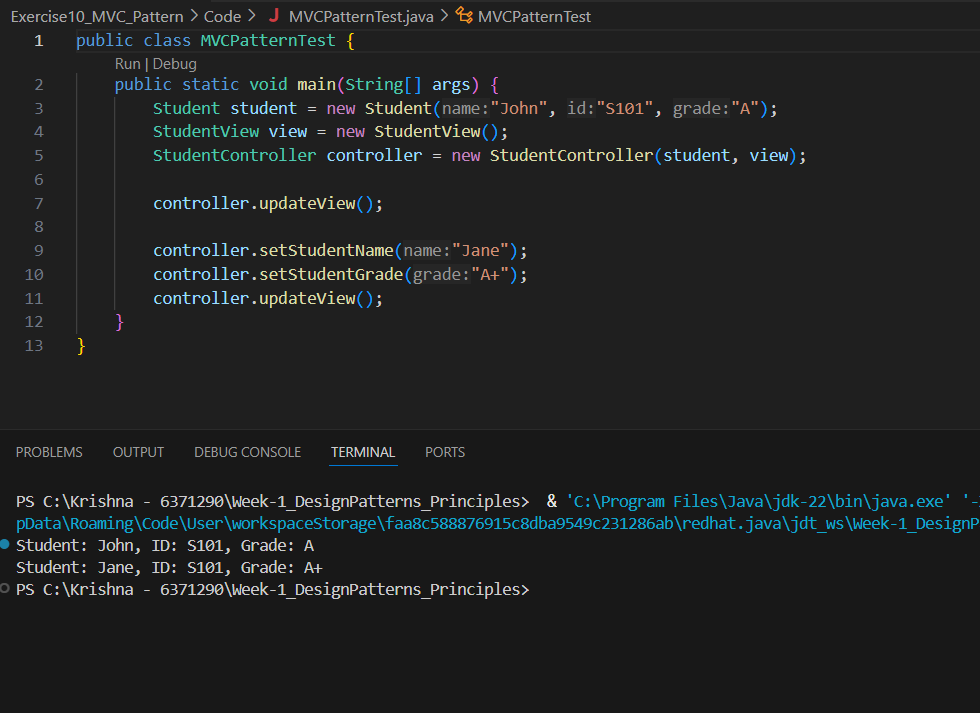 Exercise10_MVC_Pattern > Code > J MVCPatternTest.java > MVCPatternTest
1 public class MVCPatternTest {
Run | Debug
2 public static void main(String[] args) {
3 Student student = new Student(name:"John", id:"S101", grade:"A");
4 StudentView view = new StudentView();
5 StudentController controller = new StudentController(student, view);
6
7 controller.updateView();
8
9 controller.setStudentName(name:"Jane");
10 controller.setStudentGrade(grade:"A+");
11 controller.updateView();
12 }
13 }
PROBLEMS OUTPUT DEBUG CONSOLE TERMINAL PORTS
PS C:\Krishna - 6371290\Week-1_DesignPatterns_Principles> & 'C:\Program Files\Java\jdk-22\bin\java.exe' '-
pData\Roaming\Code\User\workspaceStorage\faa8c588876915c8dba9549c231286ab\redhat.java\jdt_ws\Week-1_DesignP
Student: John, ID: S101, Grade: A
Student: Jane, ID: S101, Grade: A+
PS C:\Krishna - 6371290\Week-1_DesignPatterns_Principles>